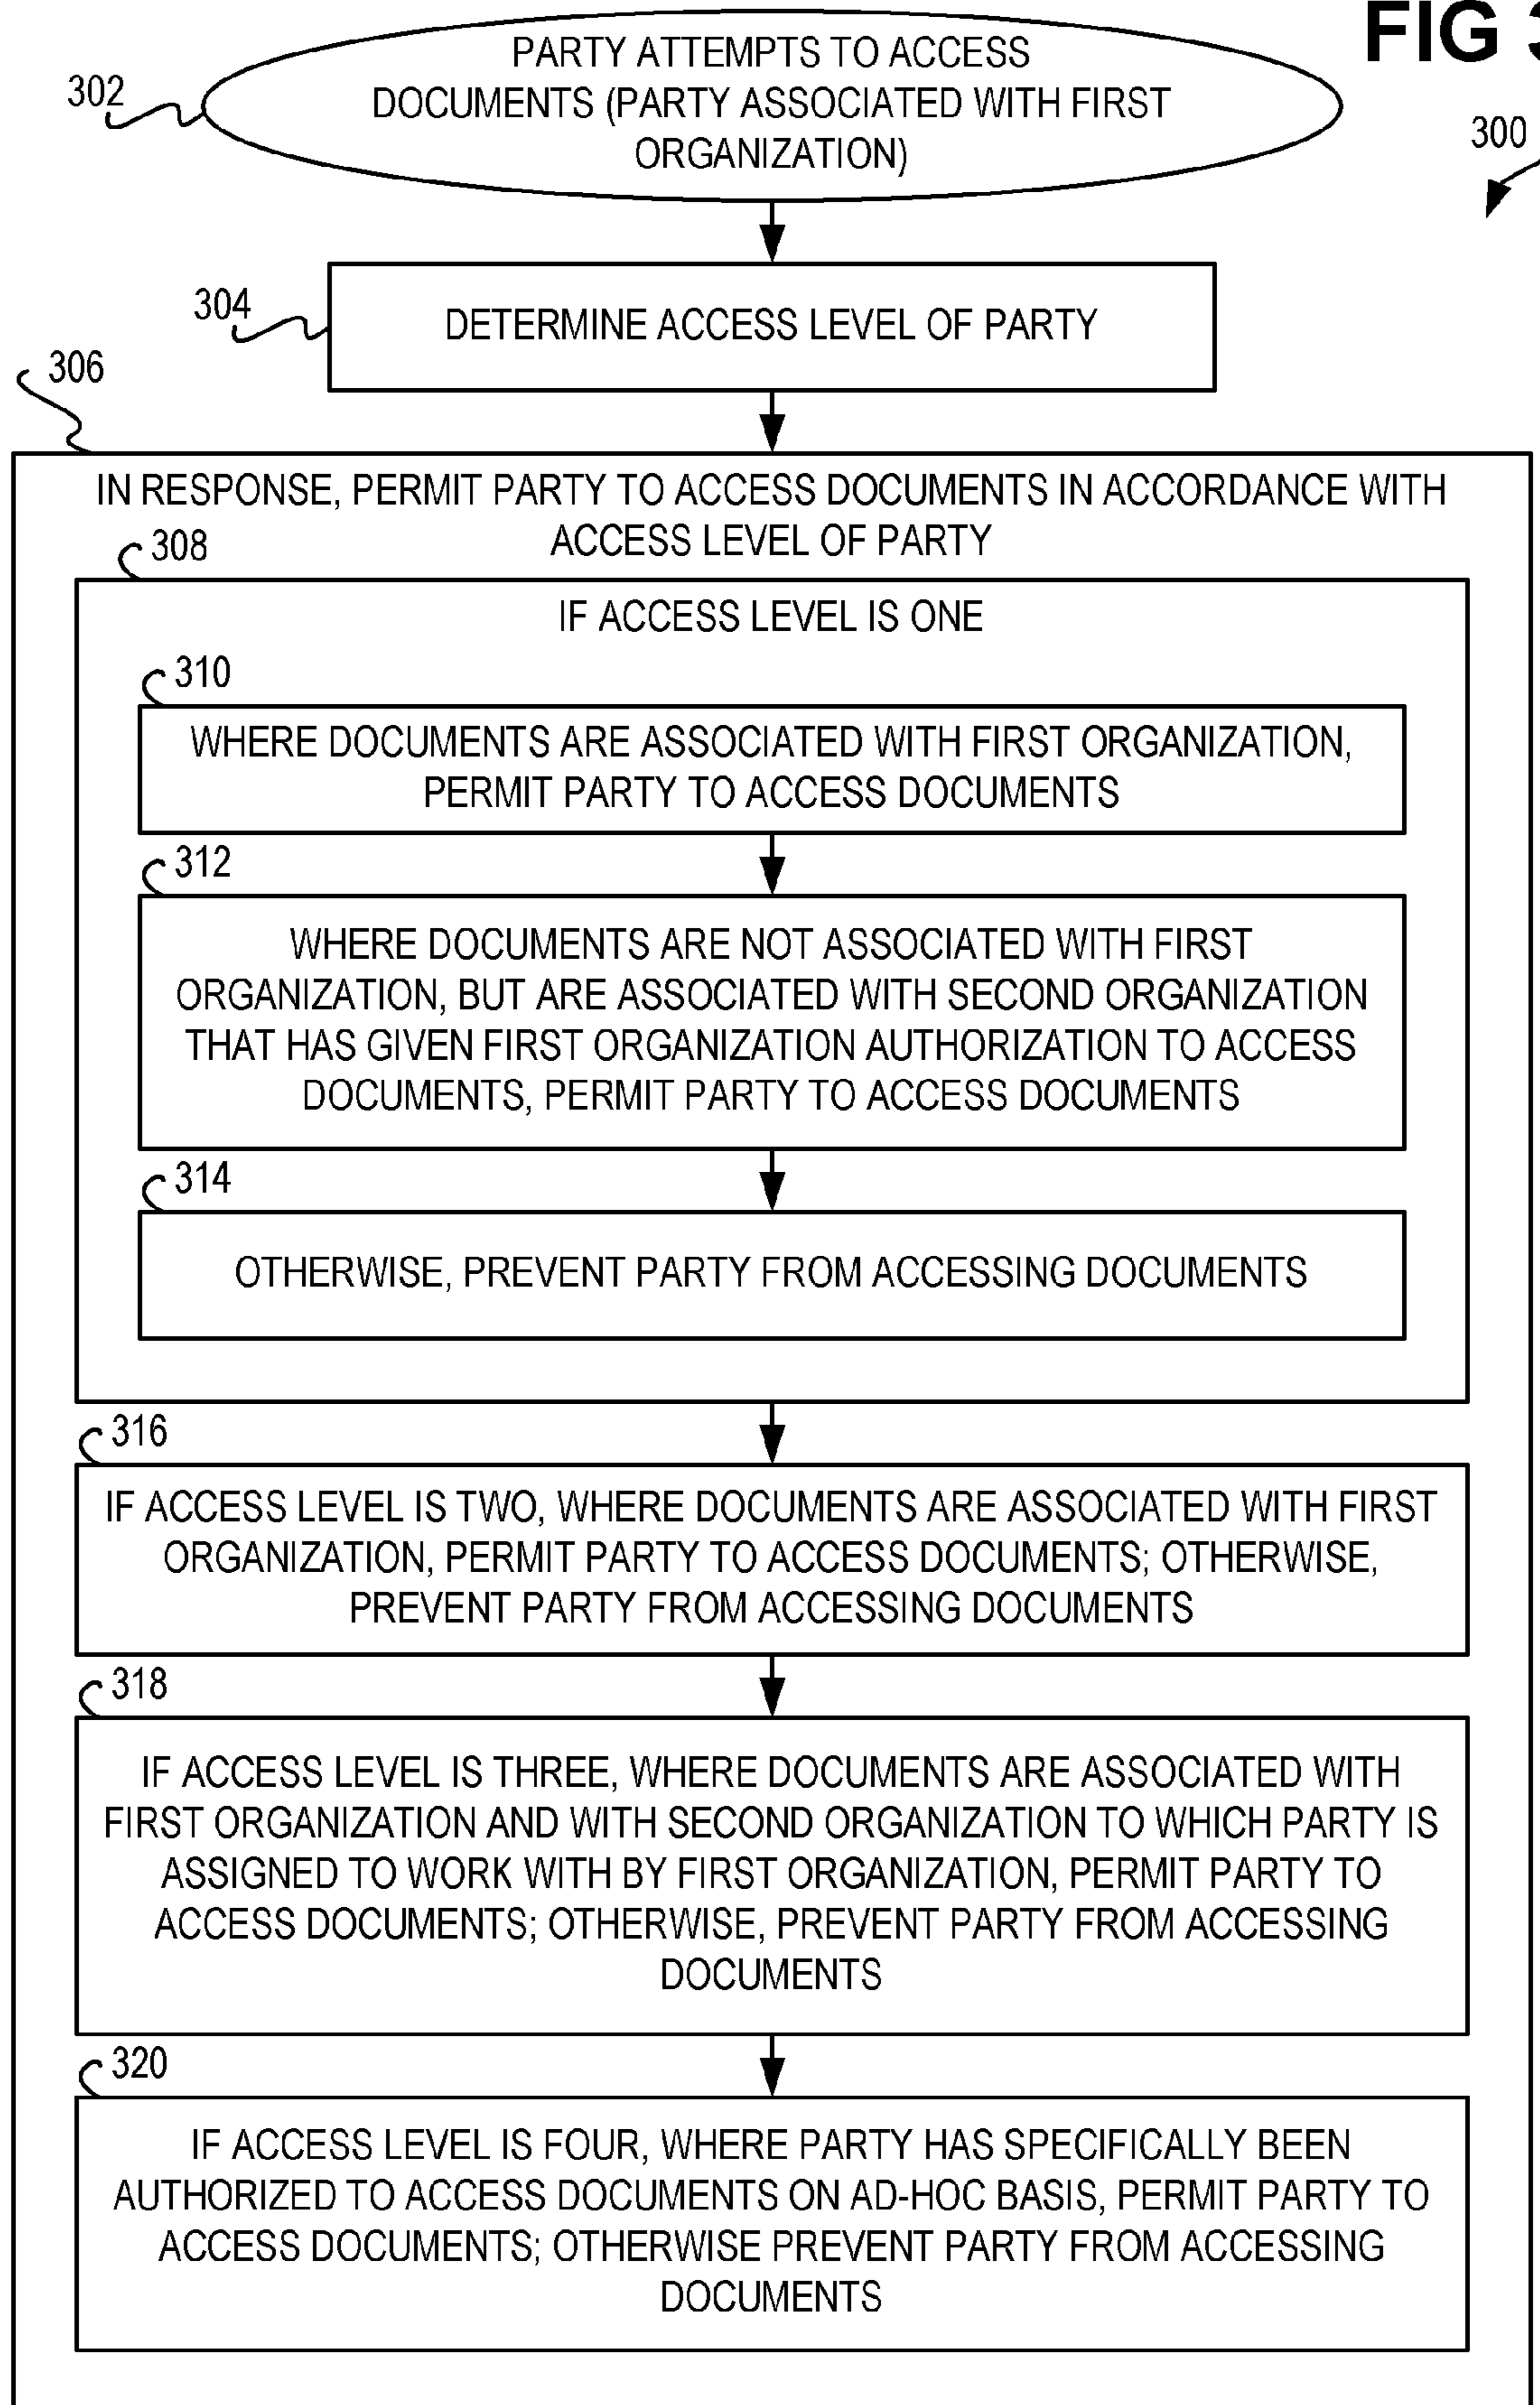 FIG 3
PARTY ATTEMPTS TO ACCESS
DOCUMENTS (PARTY ASSOCIATED WITH FIRST
ORGANIZATION)
302
300
304
DETERMINE ACCESS LEVEL OF PARTY
306
IN RESPONSE, PERMIT PARTY TO ACCESS DOCUMENTS IN ACCORDANCE WITH
ACCESS LEVEL OF PARTY
308
IF ACCESS LEVEL IS ONE
310
WHERE DOCUMENTS ARE ASSOCIATED WITH FIRST ORGANIZATION,
PERMIT PARTY TO ACCESS DOCUMENTS
312
WHERE DOCUMENTS ARE NOT ASSOCIATED WITH FIRST
ORGANIZATION, BUT ARE ASSOCIATED WITH SECOND ORGANIZATION
THAT HAS GIVEN FIRST ORGANIZATION AUTHORIZATION TO ACCESS
DOCUMENTS, PERMIT PARTY TO ACCESS DOCUMENTS
314
OTHERWISE, PREVENT PARTY FROM ACCESSING DOCUMENTS
316
IF ACCESS LEVEL IS TWO, WHERE DOCUMENTS ARE ASSOCIATED WITH FIRST
ORGANIZATION, PERMIT PARTY TO ACCESS DOCUMENTS; OTHERWISE,
PREVENT PARTY FROM ACCESSING DOCUMENTS
318
IF ACCESS LEVEL IS THREE, WHERE DOCUMENTS ARE ASSOCIATED WITH
FIRST ORGANIZATION AND WITH SECOND ORGANIZATION TO WHICH PARTY IS
ASSIGNED TO WORK WITH BY FIRST ORGANIZATION, PERMIT PARTY TO
ACCESS DOCUMENTS; OTHERWISE, PREVENT PARTY FROM ACCESSING
DOCUMENTS
320
IF ACCESS LEVEL IS FOUR, WHERE PARTY HAS SPECIFICALLY BEEN
AUTHORIZED TO ACCESS DOCUMENTS ON AD-HOC BASIS, PERMIT PARTY TO
ACCESS DOCUMENTS; OTHERWISE PREVENT PARTY FROM ACCESSING
DOCUMENTS